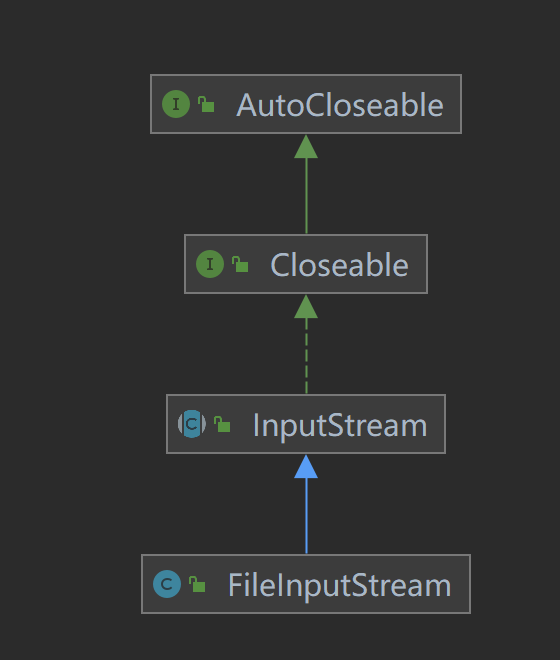 I AutoCloseable
I Closeable
C InputStream
C FileInputStream